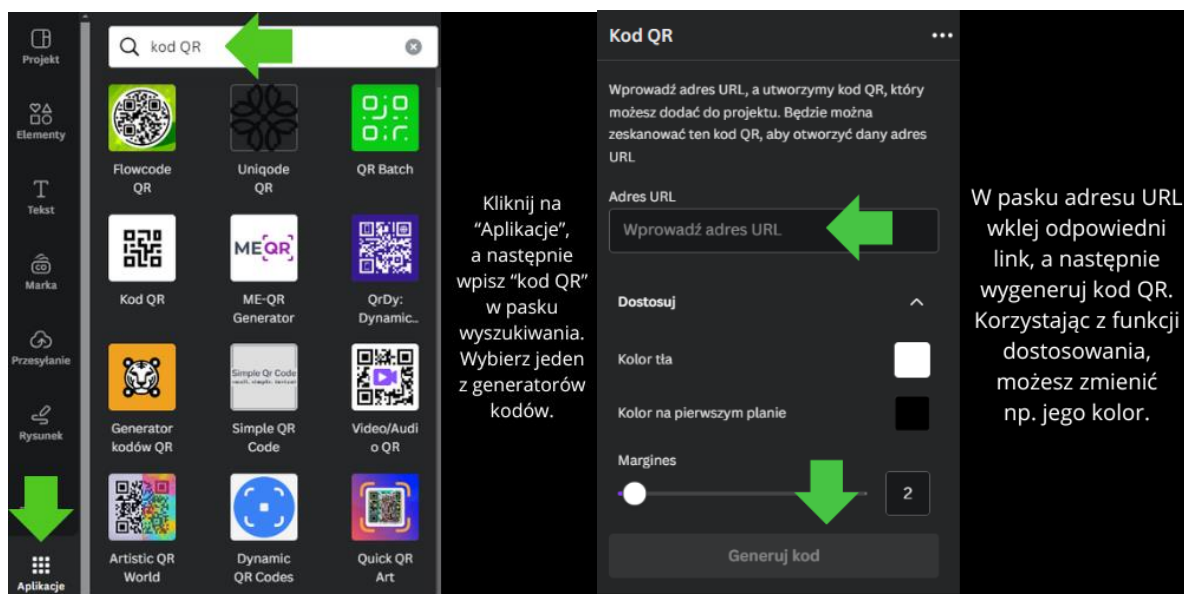 Projekt
Elementy
Tekst
Marka
Przesyłanie
Rysunek
Aplikacje
kod QR
Flowcode
QR
Uniqode
QR
QR Batch
Kod QR
ME-QR
ME-QR
Generator
QrDy:
Dynamic...
Generator
kodów QR
Simple Qr Code
Simple QR
Code
Video/Audi
o QR
Artistic QR
World
Dynamic
QR Codes
Quick QR
Art
Kliknij na
“Aplikacje”,
a następnie
wpisz “kod QR”
w pasku
wyszukiwania.
Wybierz jeden
z generatorów
kodów.
Kod QR
Wprowadź adres URL, a utworzymy kod QR, który
możesz dodać do projektu. Będzie można
zeskanować ten kod QR, aby otworzyć dany adres
URL
Adres URL
Wprowadź adres URL
Dostosuj
Kolor tła
Kolor na pierwszym planie
Margines
2
Generuj kod
W pasku adresu URL
wklej odpowiedni
link, a następnie
wygeneruj kod QR.
Korzystając z funkcji
dostosowania,
możesz zmienić
np. jego kolor.